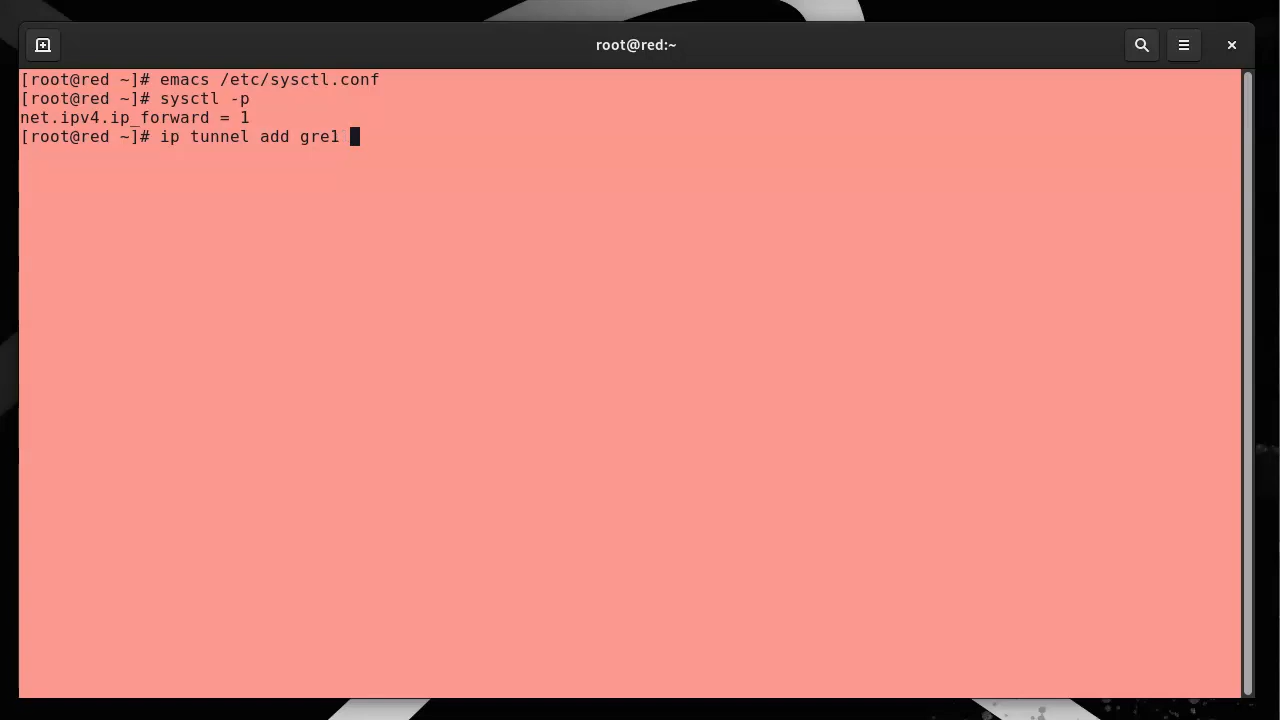 root@red:~
[root@red ~]# emacs /etc/sysctl.conf
[root@red ~]# sysctl -p
net.ipv4.ip_forward = 1
[root@red ~]# ip tunnel add gre1